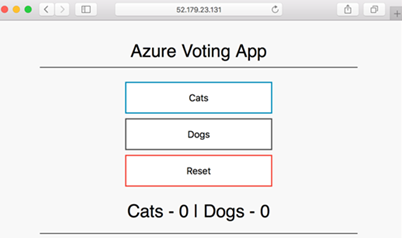 52.179.23.131
Azure Voting App
Cats
Dogs
Reset
Cats - 0 | Dogs - 0